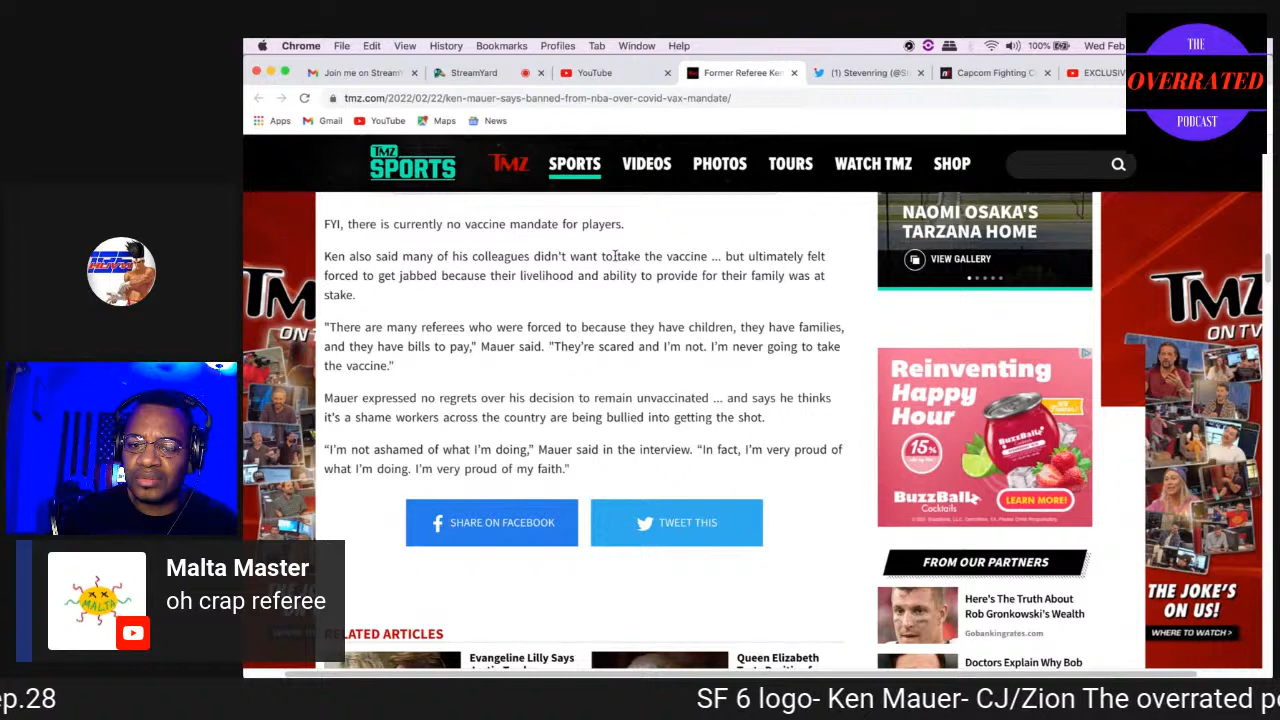 Chrome File Edit View History Bookmarks Profiles Tab Window Help 100% Wed Feb
THE
OVERRATED
PODCAST
Join me on StreamY StreamYard YouTube Former Referee Ken (1) Stevenring (@St Capcom Fighting C EXCLUSIV
tmz.com/2022/02/22/ken-mauer-says-banned-from-nba-over-covid-vax-mandate/
Apps Gmail YouTube Maps News
TMZ SPORTS TMZ SPORTS VIDEOS PHOTOS TOURS WATCH TMZ SHOP
FYI, there is currently no vaccine mandate for players.
Ken also said many of his colleagues didn't want to take the vaccine ... but ultimately felt
forced to get jabbed because their livelihood and ability to provide for their family was at
stake.
"There are many referees who were forced to because they have children, they have families,
and they have bills to pay," Mauer said. "They're scared and I'm not. I'm never going to take
the vaccine."
Mauer expressed no regrets over his decision to remain unvaccinated ... and says he thinks
it's a shame workers across the country are being bullied into getting the shot.
“I'm not ashamed of what I'm doing,” Mauer said in the interview. “In fact, I'm very proud of
what I'm doing. I'm very proud of my faith."
SHARE ON FACEBOOK
TWEET THIS
RELATED ARTICLES
Evangeline Lilly Says
Queen Elizabeth
NAOMI OSAKA'S
TARZANA HOME
VIEW GALLERY
Reinventing
Happy
Hour
15%
BuzzBallz
Cocktails
LEARN MORE!
FROM OUR PARTNERS
Here's The Truth About
Rob Gronkowski's Wealth
Gobankingrates.com
Doctors Explain Why Bob
TMZ
ON TV
TMZ
ON TV
THE JOKE'S
ON US!
WHERE TO WATCH >
MALTA
Malta Master
oh crap referee
ep.28
SF 6 logo- Ken Mauer- CJ/Zion The overrated po